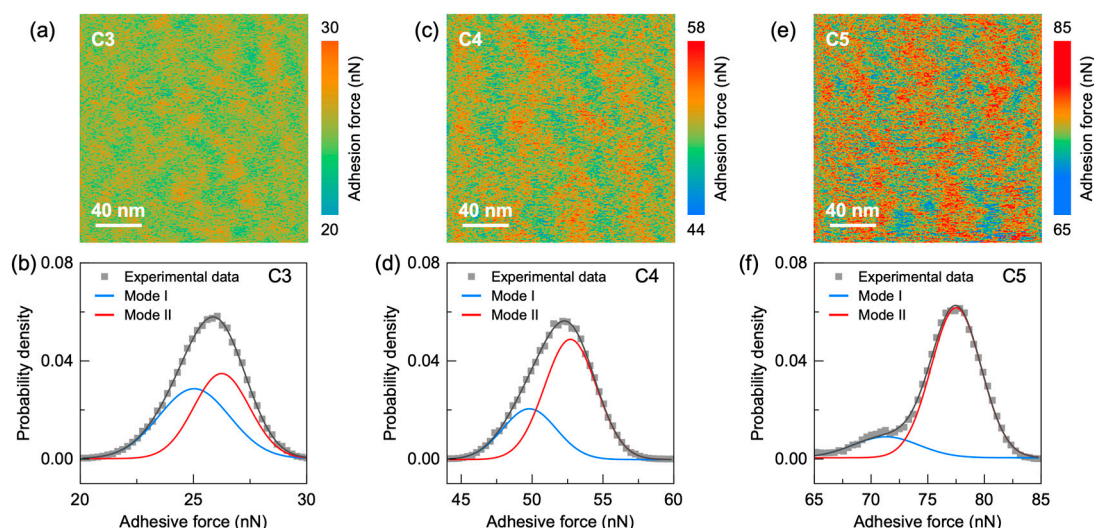 (a)
C3
40 nm
30
Adhesion force (nN)
20
(c)
C4
40 nm
58
Adhesion force (nN)
44
(e)
C5
40 nm
85
Adhesion force (nN)
65
(b)
C3
Experimental data
Mode I
Mode II
Probability density
0.08
0.04
0.00
20 25 30
Adhesive force (nN)
(d)
C4
Experimental data
Mode I
Mode II
Probability density
0.08
0.04
0.00
45 50 55 60
Adhesive force (nN)
(f)
C5
Experimental data
Mode I
Mode II
Probability density
0.08
0.04
0.00
65 70 75 80 85
Adhesive force (nN)